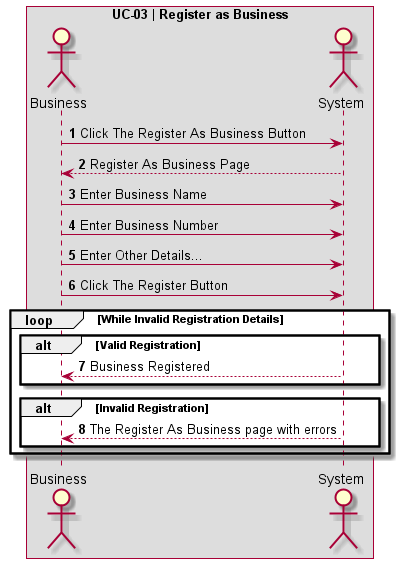 UC-03 | Register as Business
Business System
1 Click The Register As Business Button
2 Register As Business Page
3 Enter Business Name
4 Enter Business Number
5 Enter Other Details...
6 Click The Register Button
loop [While Invalid Registration Details]
alt [Valid Registration]
7 Business Registered
alt [Invalid Registration]
8 The Register As Business page with errors
Business System